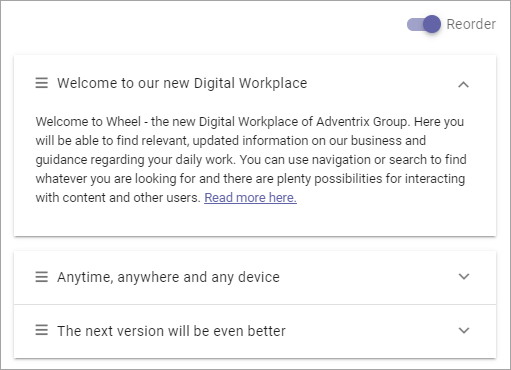 Reorder
Welcome to our new Digital Workplace
Welcome to Wheel - the new Digital Workplace of Adventrix Group. Here you
will be able to find relevant, updated information on our business and
guidance regarding your daily work. You can use navigation or search to find
whatever you are looking for and there are plenty possibilities for interacting
with content and other users. Read more here.
Anytime, anywhere and any device
The next version will be even better